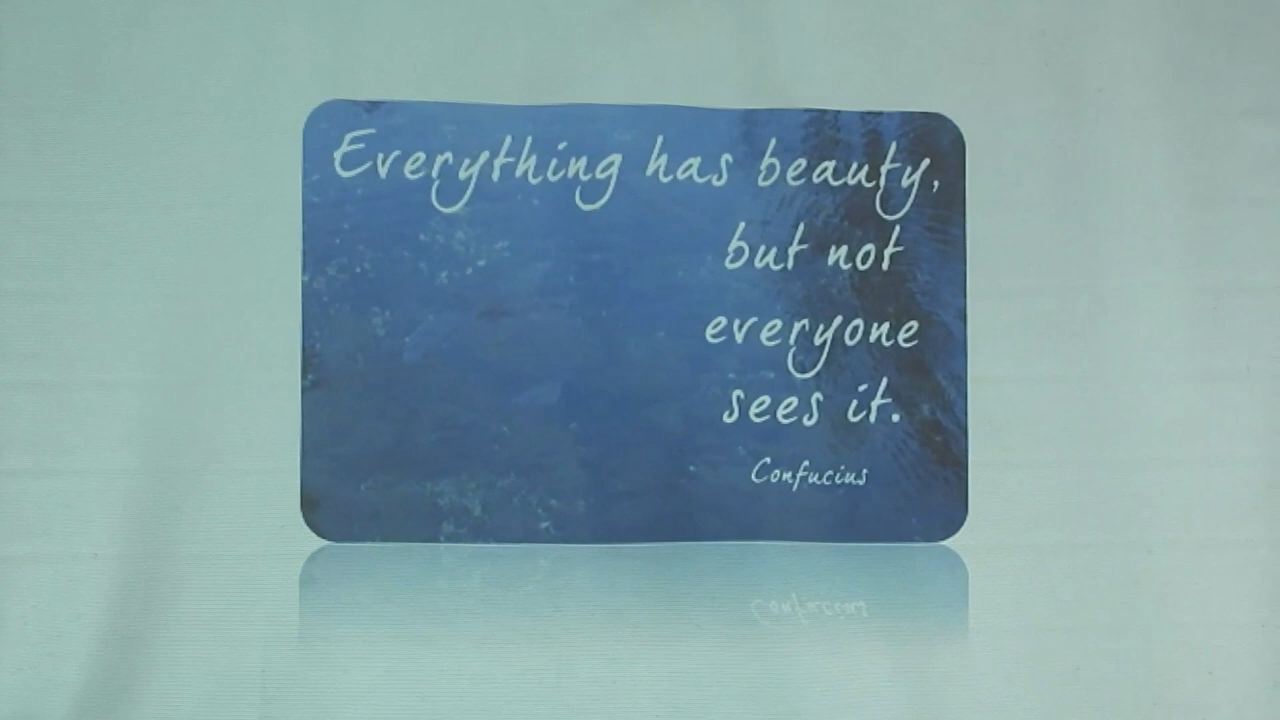 Everything has beauty,
but not
everyone
sees it.
Confucius